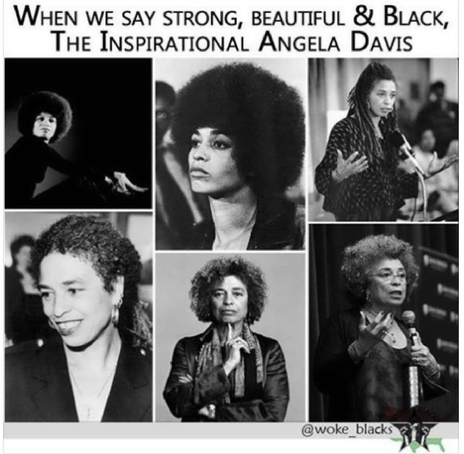 When we say strong, beautiful & Black,
The Inspirational Angela Davis
@woke_blacks